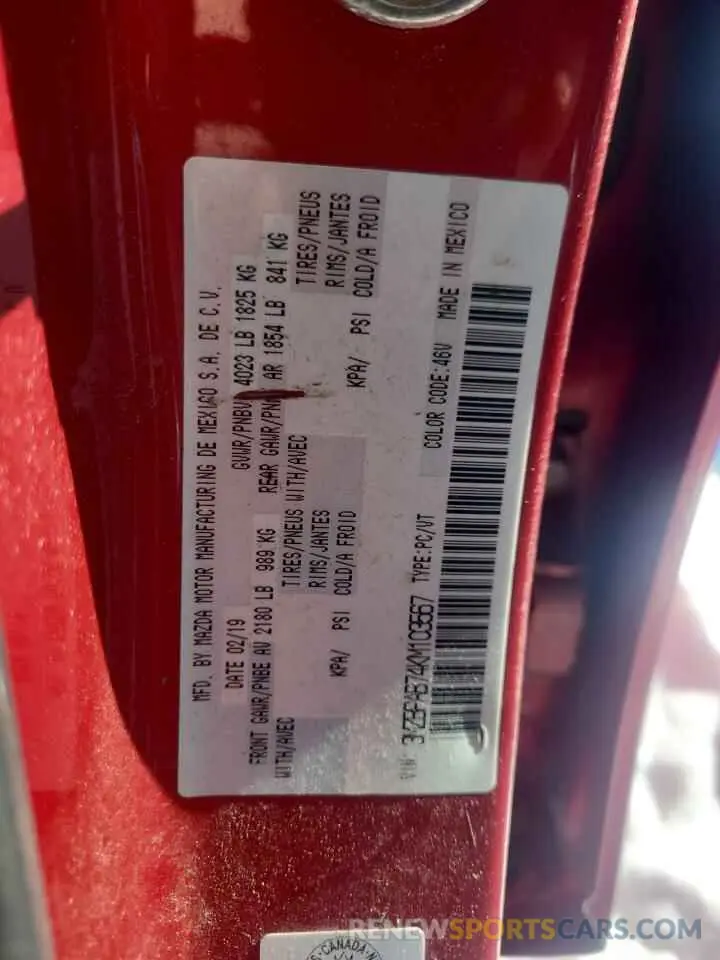 MFD. BY MAZDA MOTOR MANUFACTURING DE MEXICO S.A. DE C.V.
DATE 02/19 GVWR/PNBV 4023 LB 1825 KG
FRONT GAWR/PNBE AV 2180 LB 989 KG REAR GAWR/ AR 1854 LB 841 KG
WITH/AVEC TIRES/PNEUS WITH/AVEC TIRES/PNEUS
RIMS/JANTES RIMS/JANTES
KPA/ PSI COLD/A FROID KPA/ PSI COLD/A FROID
VIN: 3MZBPAB74KM103567 TYPE:PC/VT COLOR CODE:46V MADE IN MEXICO
CANADA
RENEWSPORTSCARS.COM